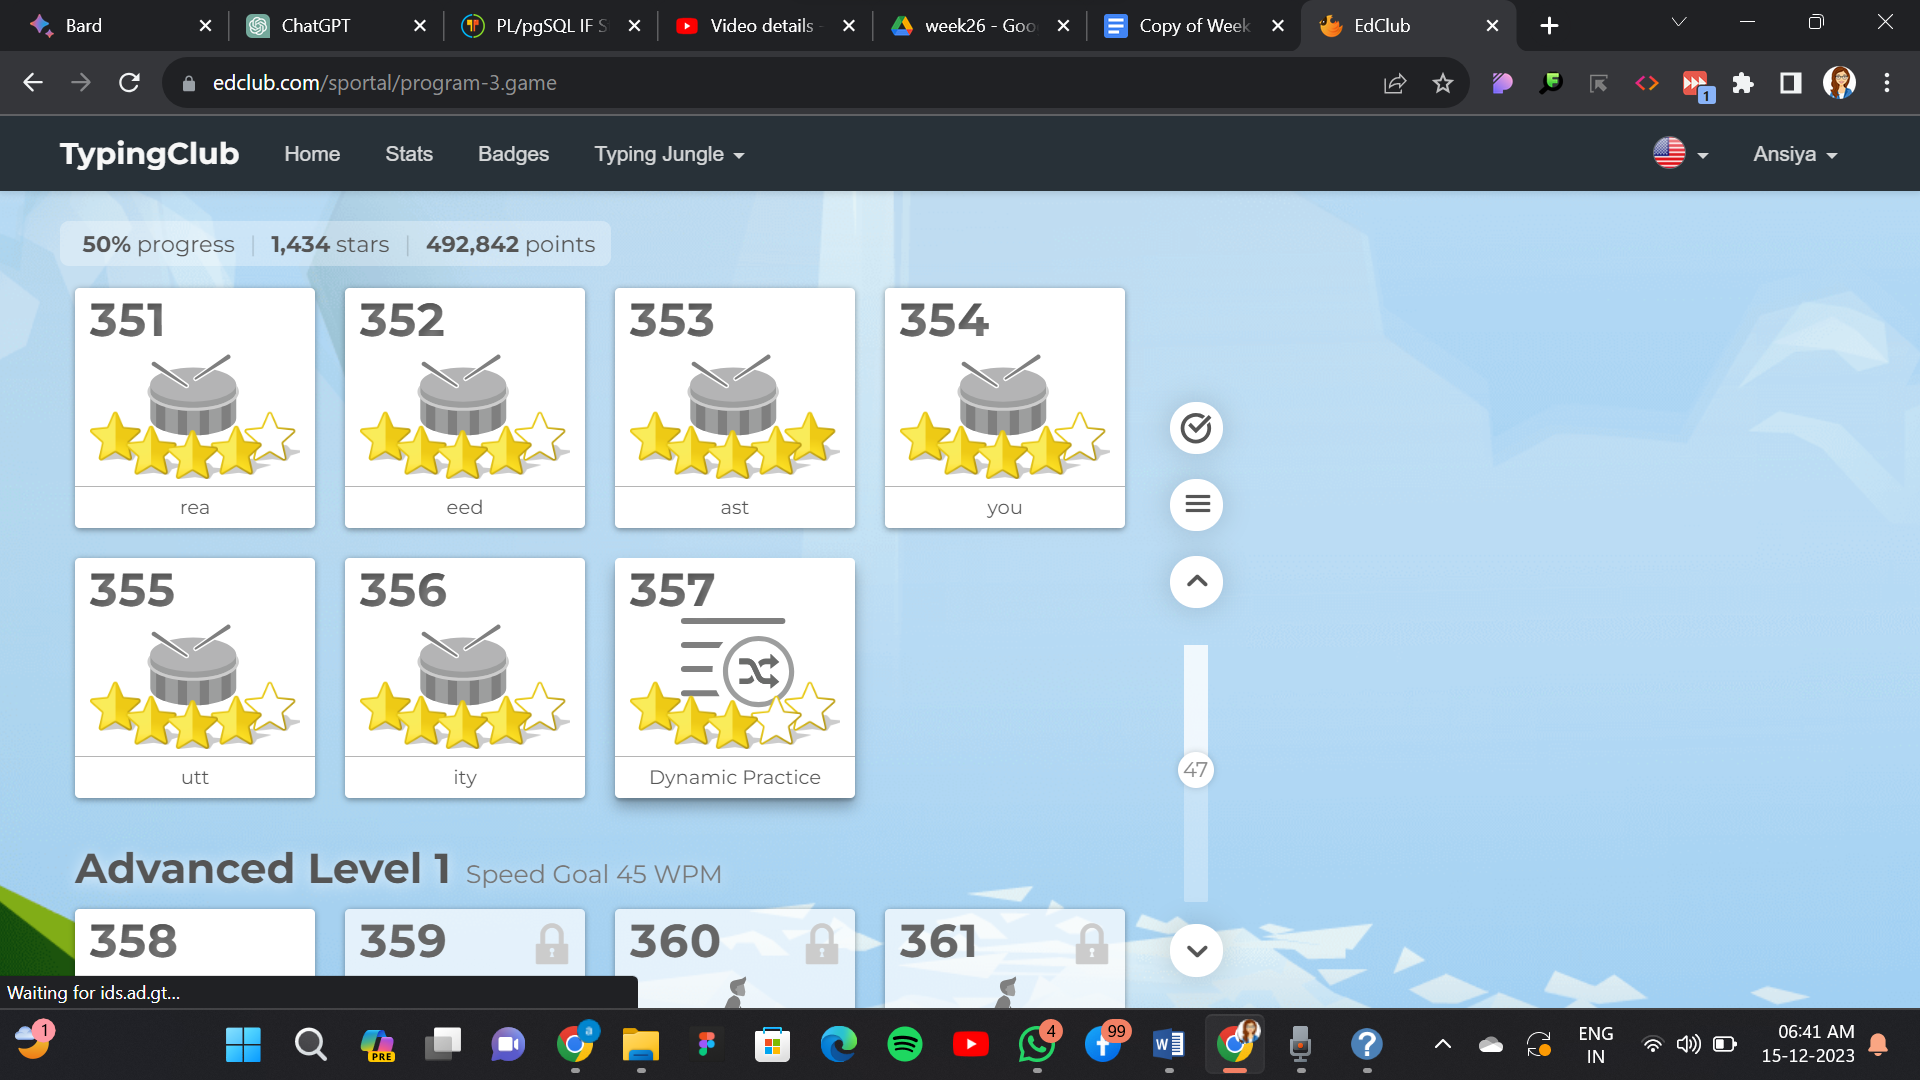 Bard
ChatGPT
PL/pgSQL IF S
Video details -
week26 - Goo
Copy of Week
EdClub
edclub.com/sportal/program-3.game
1
TypingClub
Home
Stats
Badges
Typing Jungle
Ansiya
50% progress | 1,434 stars | 492,842 points
351
352
353
354
rea
eed
ast
you
355
356
357
utt
ity
Dynamic Practice
47
Advanced Level 1 Speed Goal 45 WPM
358
359
360
361
Waiting for ids.ad.gt...
1
PRE
a
4
99
W
?
ENG
IN
06:41 AM
15-12-2023